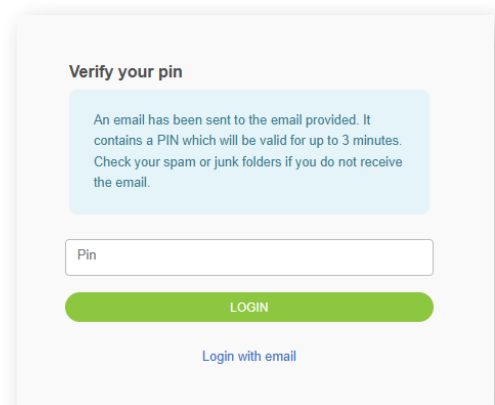 Verify your pin
An email has been sent to the email provided. It
contains a PIN which will be valid for up to 3 minutes.
Check your spam or junk folders if you do not receive
the email.
Pin
LOGIN
Login with email